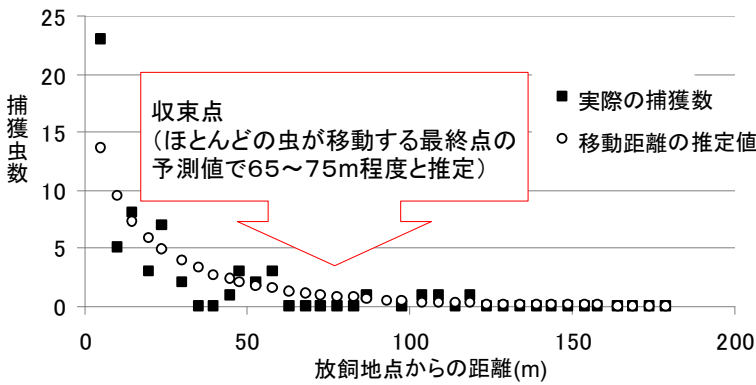 25
20
15
10
5
0
捕獲虫数
収束点
(ほとんどの虫が移動する最終点の
予測値で65～75m程度と推定)
実際の捕獲数
移動距離の推定値
0 50 100 150 200
放飼地点からの距離(m)